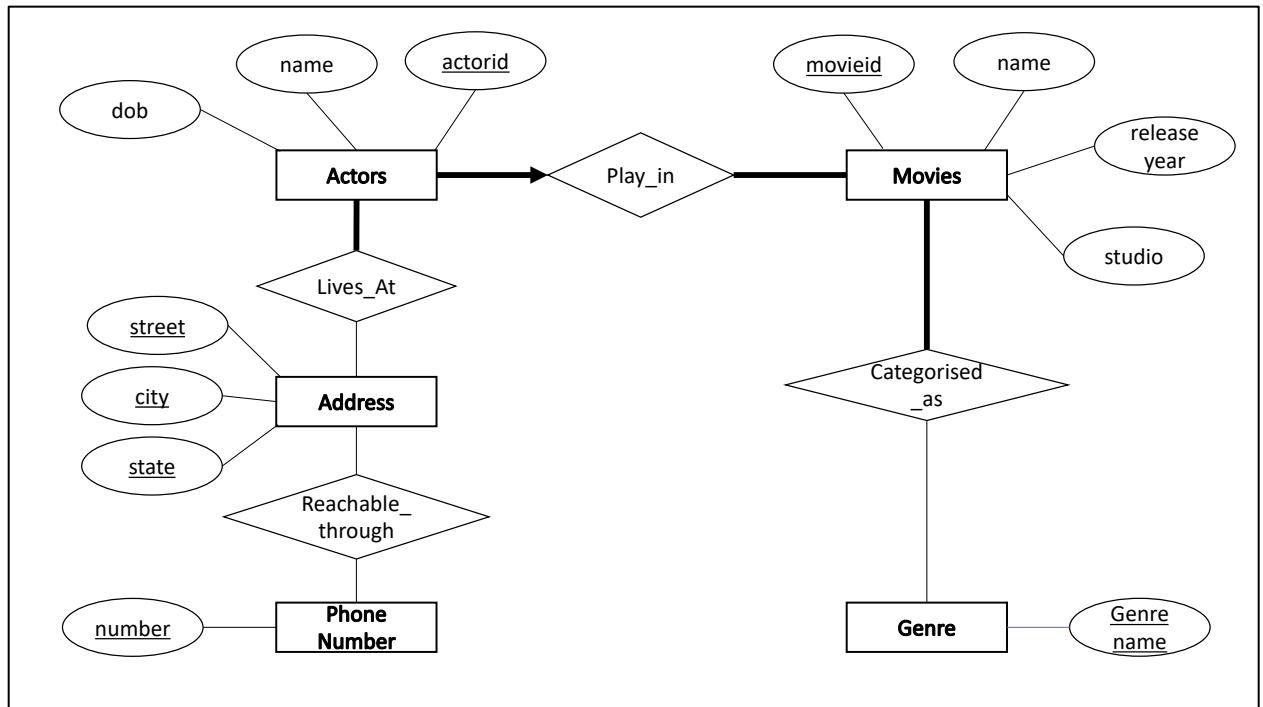 name
actorid
dob
Actors
Play_in
movieid
name
release
year
Movies
studio
Lives_At
street
city
Address
state
Categorised
_as
Reachable_
through
number
Phone
Number
Genre
Genre
name